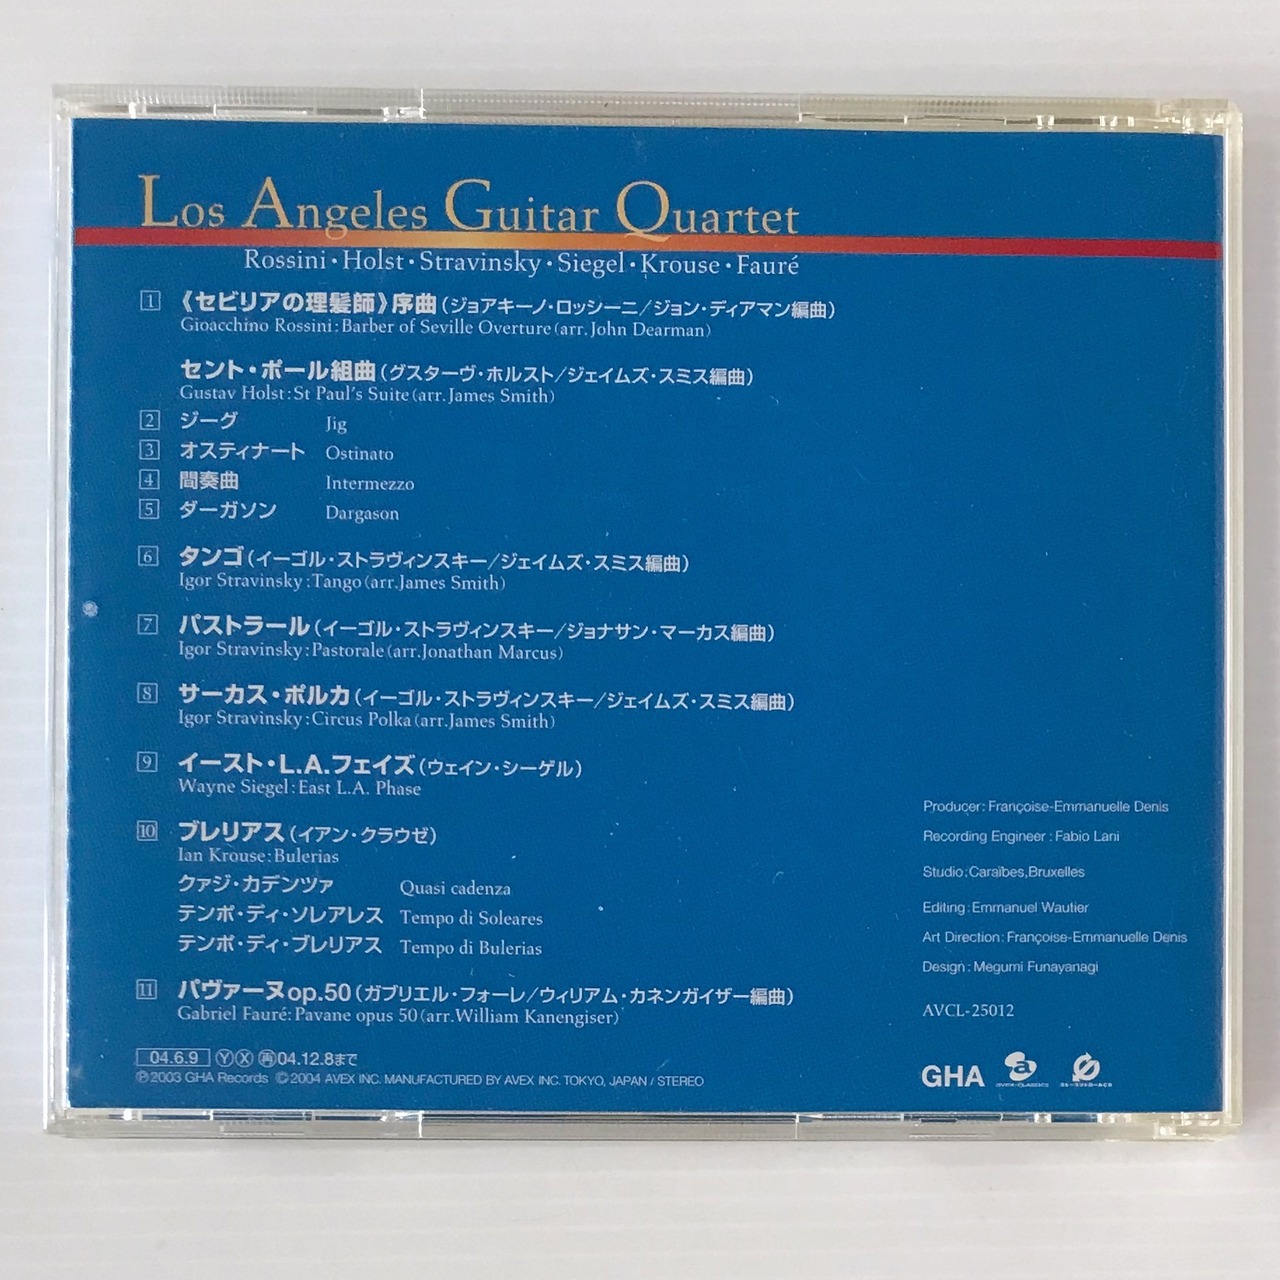 Los Angeles Guitar Quartet
Rossini・Holst・Stravinsky・Siegel・Krouse・Fauré
1 《セビリアの理髪師》序曲（ジョアキーノ・ロッシーニ/ジョン・ディアマン編曲）
Gioacchino Rossini:Barber of Seville Overture(arr.John Dearman)
セント・ポール組曲（グスターヴ・ホルスト/ジェイムズ・スミス編曲）
Gustav Holst:St Paul's Suite(arr.James Smith)
2 ジーグ Jig
3 オスティナート Ostinato
4 間奏曲 Intermezzo
5 ダーガソン Dargason
6 タンゴ（イーゴル・ストラヴィンスキー/ジェイムズ・スミス編曲）
Igor Stravinsky:Tango(arr.James Smith)
7 パストラール（イーゴル・ストラヴィンスキー/ジョナサン・マーカス編曲）
Igor Stravinsky:Pastorale(arr.Jonathan Marcus)
8 サーカス・ポルカ（イーゴル・ストラヴィンスキー/ジェイムズ・スミス編曲）
Igor Stravinsky:Circus Polka(arr.James Smith)
9 イースト・L.A.フェイズ（ウェイン・シーゲル）
Wayne Siegel:East L.A. Phase
10 ブレリアス（イアン・クラウゼ）
Ian Krouse:Bulerias
クァジ・カデンツァ Quasi cadenza
テンポ・ディ・ソレアレス Tempo di Soleares
テンポ・ディ・ブレリアス Tempo di Bulerias
11 パヴァーヌop.50（ガブリエル・フォーレ/ウィリアム・カネンガイザー編曲）
Gabriel Fauré:Pavane opus 50(arr.William Kanengiser)
04.6.9 ⓎⓍ㊢04.12.8まで
℗2003 GHA Records ©2004 AVEX INC. MANUFACTURED BY AVEX INC. TOKYO, JAPAN / STEREO
Producer:Françoise-Emmanuelle Denis
Recording Engineer:Fabio Lani
Studio:Caraïbes,Bruxelles
Editing:Emmanuel Wautier
Art Direction:Françoise-Emmanuelle Denis
Design:Megumi Funayanagi
AVCL-25012
GHA
AVEX-CLASSICS